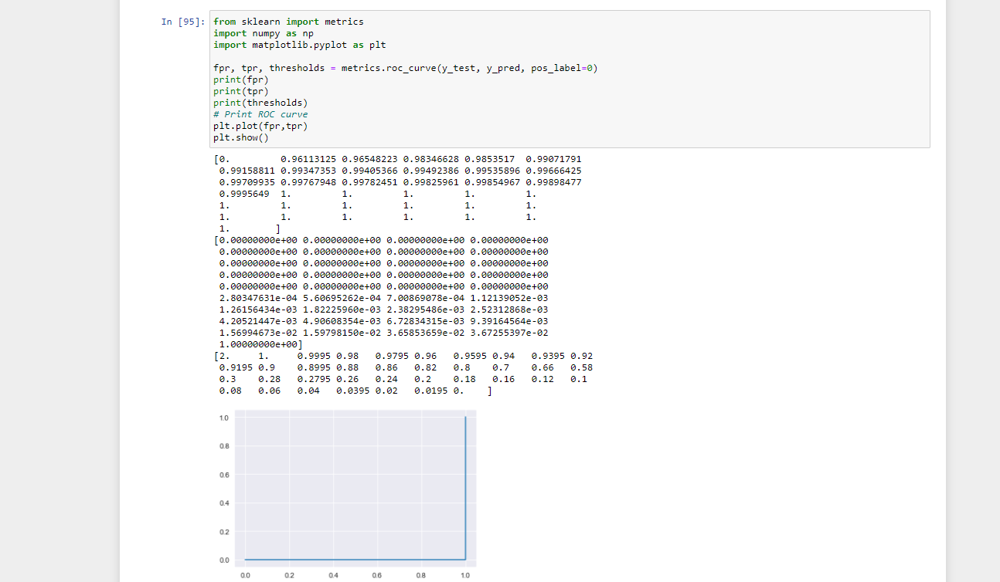 In [95]: from sklearn import metrics
import numpy as np
import matplotlib.pyplot as plt
fpr, tpr, thresholds = metrics.roc_curve(y_test, y_pred, pos_label=0)
print(fpr)
print(tpr)
print(thresholds)
# Print ROC curve
plt.plot(fpr,tpr)
plt.show()
[0.         0.96113125 0.96548223 0.98346628 0.9853517  0.99071791
 0.99158811 0.99347353 0.99405366 0.99492386 0.99535896 0.99666425
 0.99709935 0.99767948 0.99782451 0.99825961 0.99854967 0.99898477
 0.9995649  1.         1.         1.         1.         1.
 1.         1.         1.         1.         1.         1.
 1.         1.         1.         1.         1.         1.
 1.        ]
[0.00000000e+00 0.00000000e+00 0.00000000e+00 0.00000000e+00
 0.00000000e+00 0.00000000e+00 0.00000000e+00 0.00000000e+00
 0.00000000e+00 0.00000000e+00 0.00000000e+00 0.00000000e+00
 0.00000000e+00 0.00000000e+00 0.00000000e+00 0.00000000e+00
 0.00000000e+00 0.00000000e+00 0.00000000e+00 0.00000000e+00
 2.80347631e-04 5.60695262e-04 7.00869078e-04 1.12139052e-03
 1.26156434e-03 1.82225960e-03 2.38295486e-03 2.52312868e-03
 4.20521447e-03 4.90608354e-03 6.72834315e-03 9.39164564e-03
 1.56994673e-02 1.59798150e-02 3.65853659e-02 3.67255397e-02
 1.00000000e+00]
[2.     1.     0.9995 0.98   0.9795 0.96   0.9595 0.94   0.9395 0.92
 0.9195 0.9    0.8995 0.88   0.86   0.82   0.8    0.7    0.66   0.58
 0.3    0.28   0.2795 0.26   0.24   0.2    0.18   0.16   0.12   0.1
 0.08   0.06   0.04   0.0395 0.02   0.0195 0.    ]
1.0
0.8
0.6
0.4
0.2
0.0
0.0 0.2 0.4 0.6 0.8 1.0